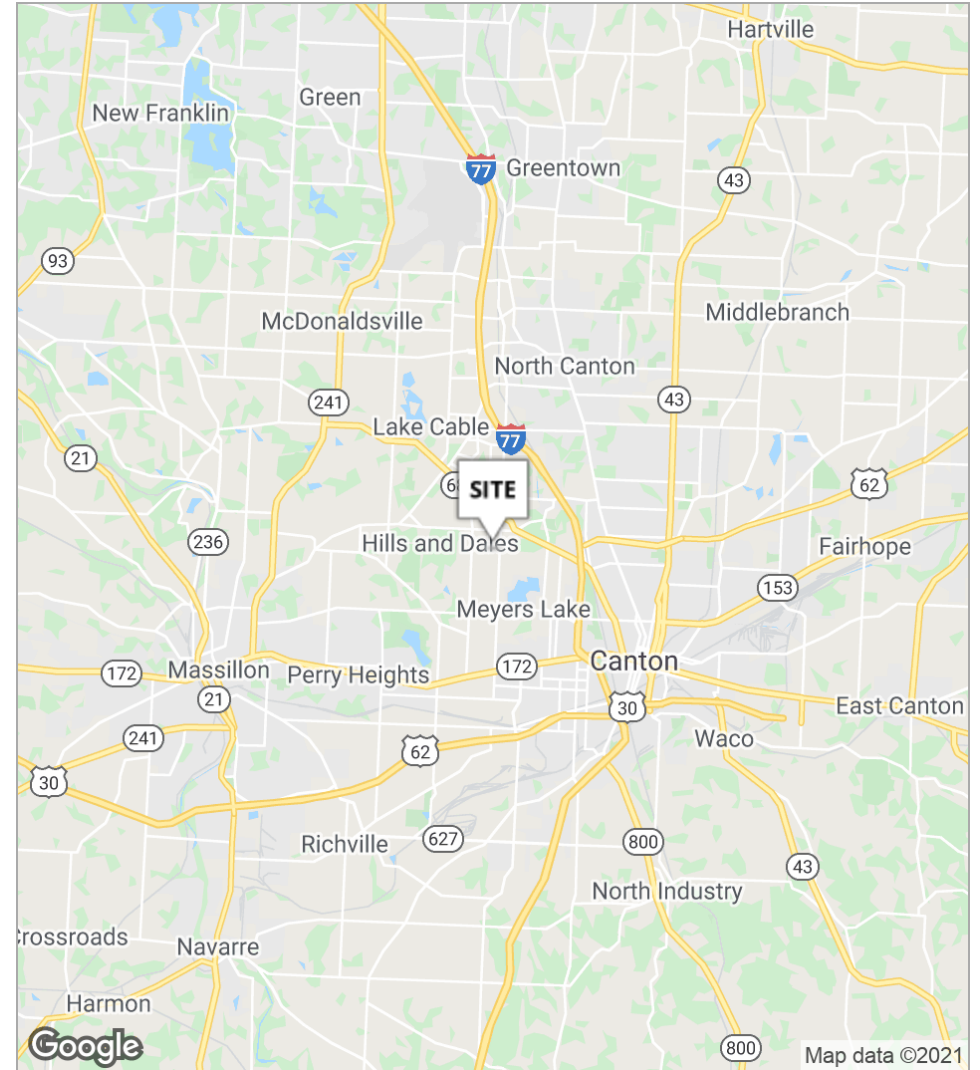 Hartville
Green
New Franklin
77
Greentown
43
93
Middlebranch
McDonaldsville
North Canton
241
43
Lake Cable
77
21
62
SITE
236
Hills and Dales
Fairhope
153
Meyers Lake
Canton
172
Massillon
Perry Heights
172
21
30
East Canton
241
Waco
62
30
Richville
627
800
43
North Industry
Crossroads
Navarre
Harmon
Google
800
Map data ©2021